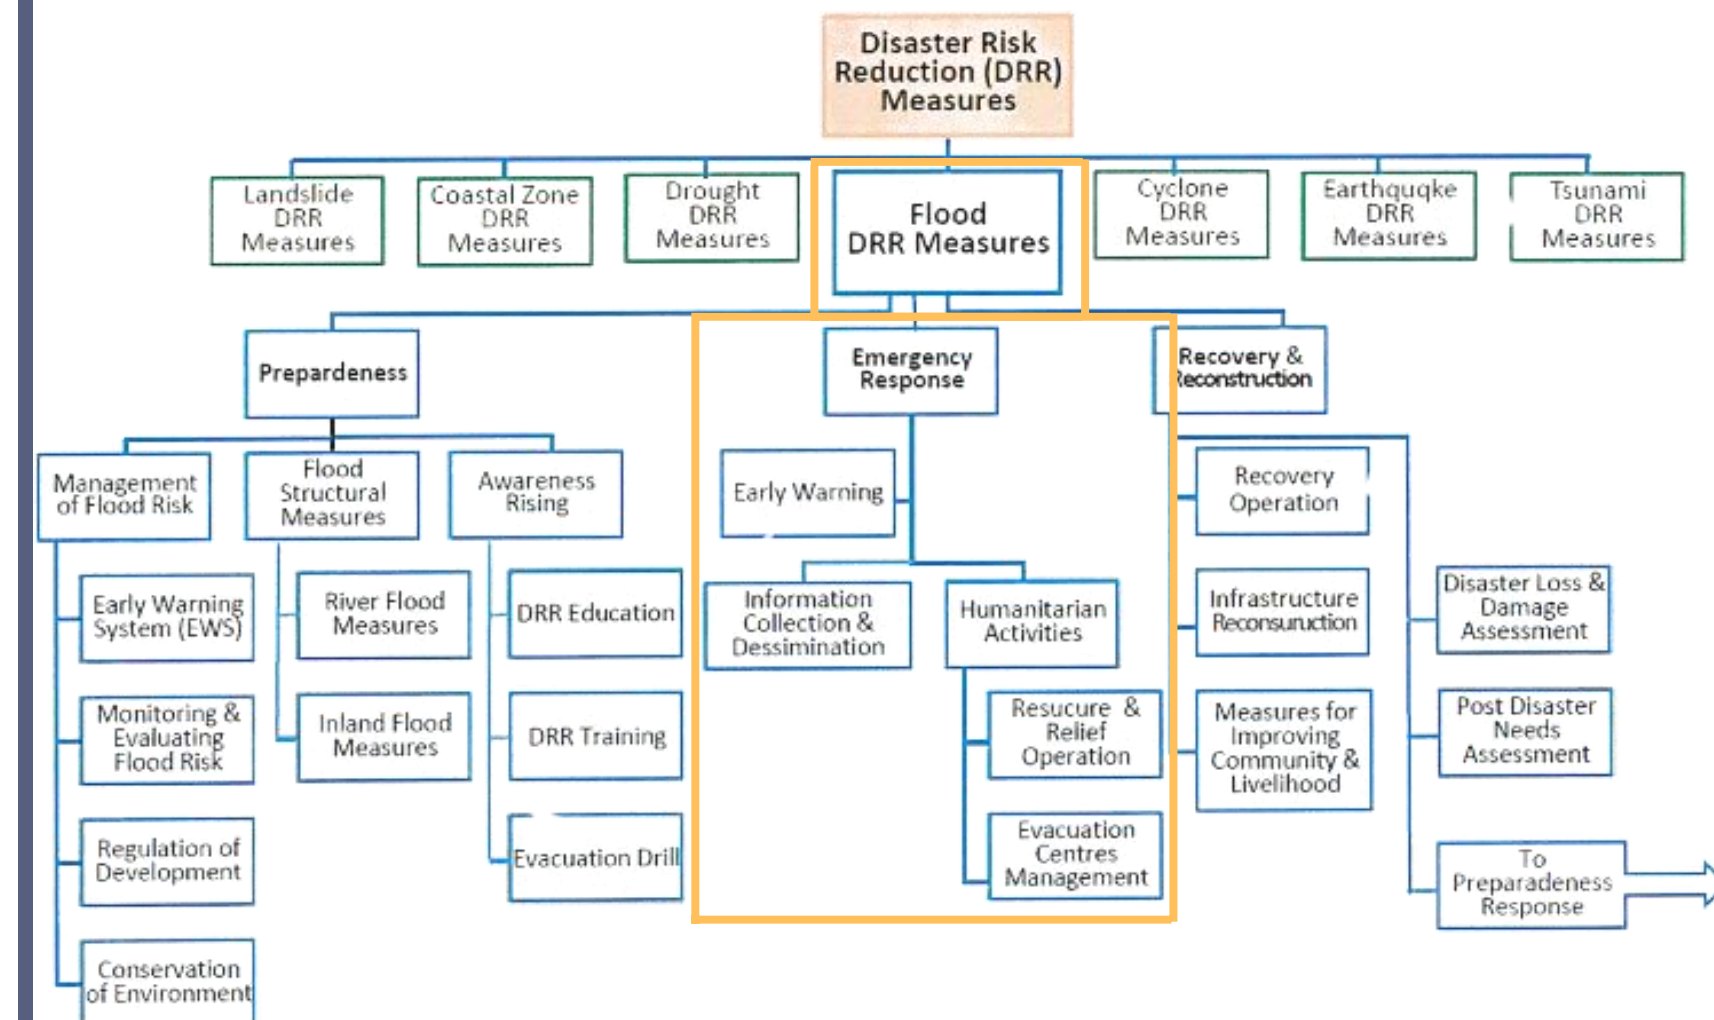 Disaster Risk
Reduction (DRR)
Measures
Landslide
DRR
Measures
Coastal Zone
DRR
Measures
Drought
DRR
Measures
Flood
DRR Measures
Cyclone
DRR
Measures
Earthquqke
DRR
Measures
Tsunami
DRR
Measures
Prepardeness
Emergency
Response
Recovery &
Reconstruction
Management
of Flood Risk
Flood
Structural
Measures
Awareness
Rising
Early Warning
System (EWS)
Monitoring &
Evaluating
Flood Risk
Regulation of
Development
Conservation
of Environment
River Flood
Measures
Inland Flood
Measures
DRR Education
DRR Training
Evacuation Drill
Early Warning
Information
Collection &
Dessimination
Humanitarian
Activities
Resucure &
Relief
Operation
Evacuation
Centres
Management
Recovery
Operation
Infrastructure
Reconsuruction
Measures for
Improving
Community &
Livelihood
Disaster Loss &
Damage
Assessment
Post Disaster
Needs
Assessment
To
Preparadeness
Response